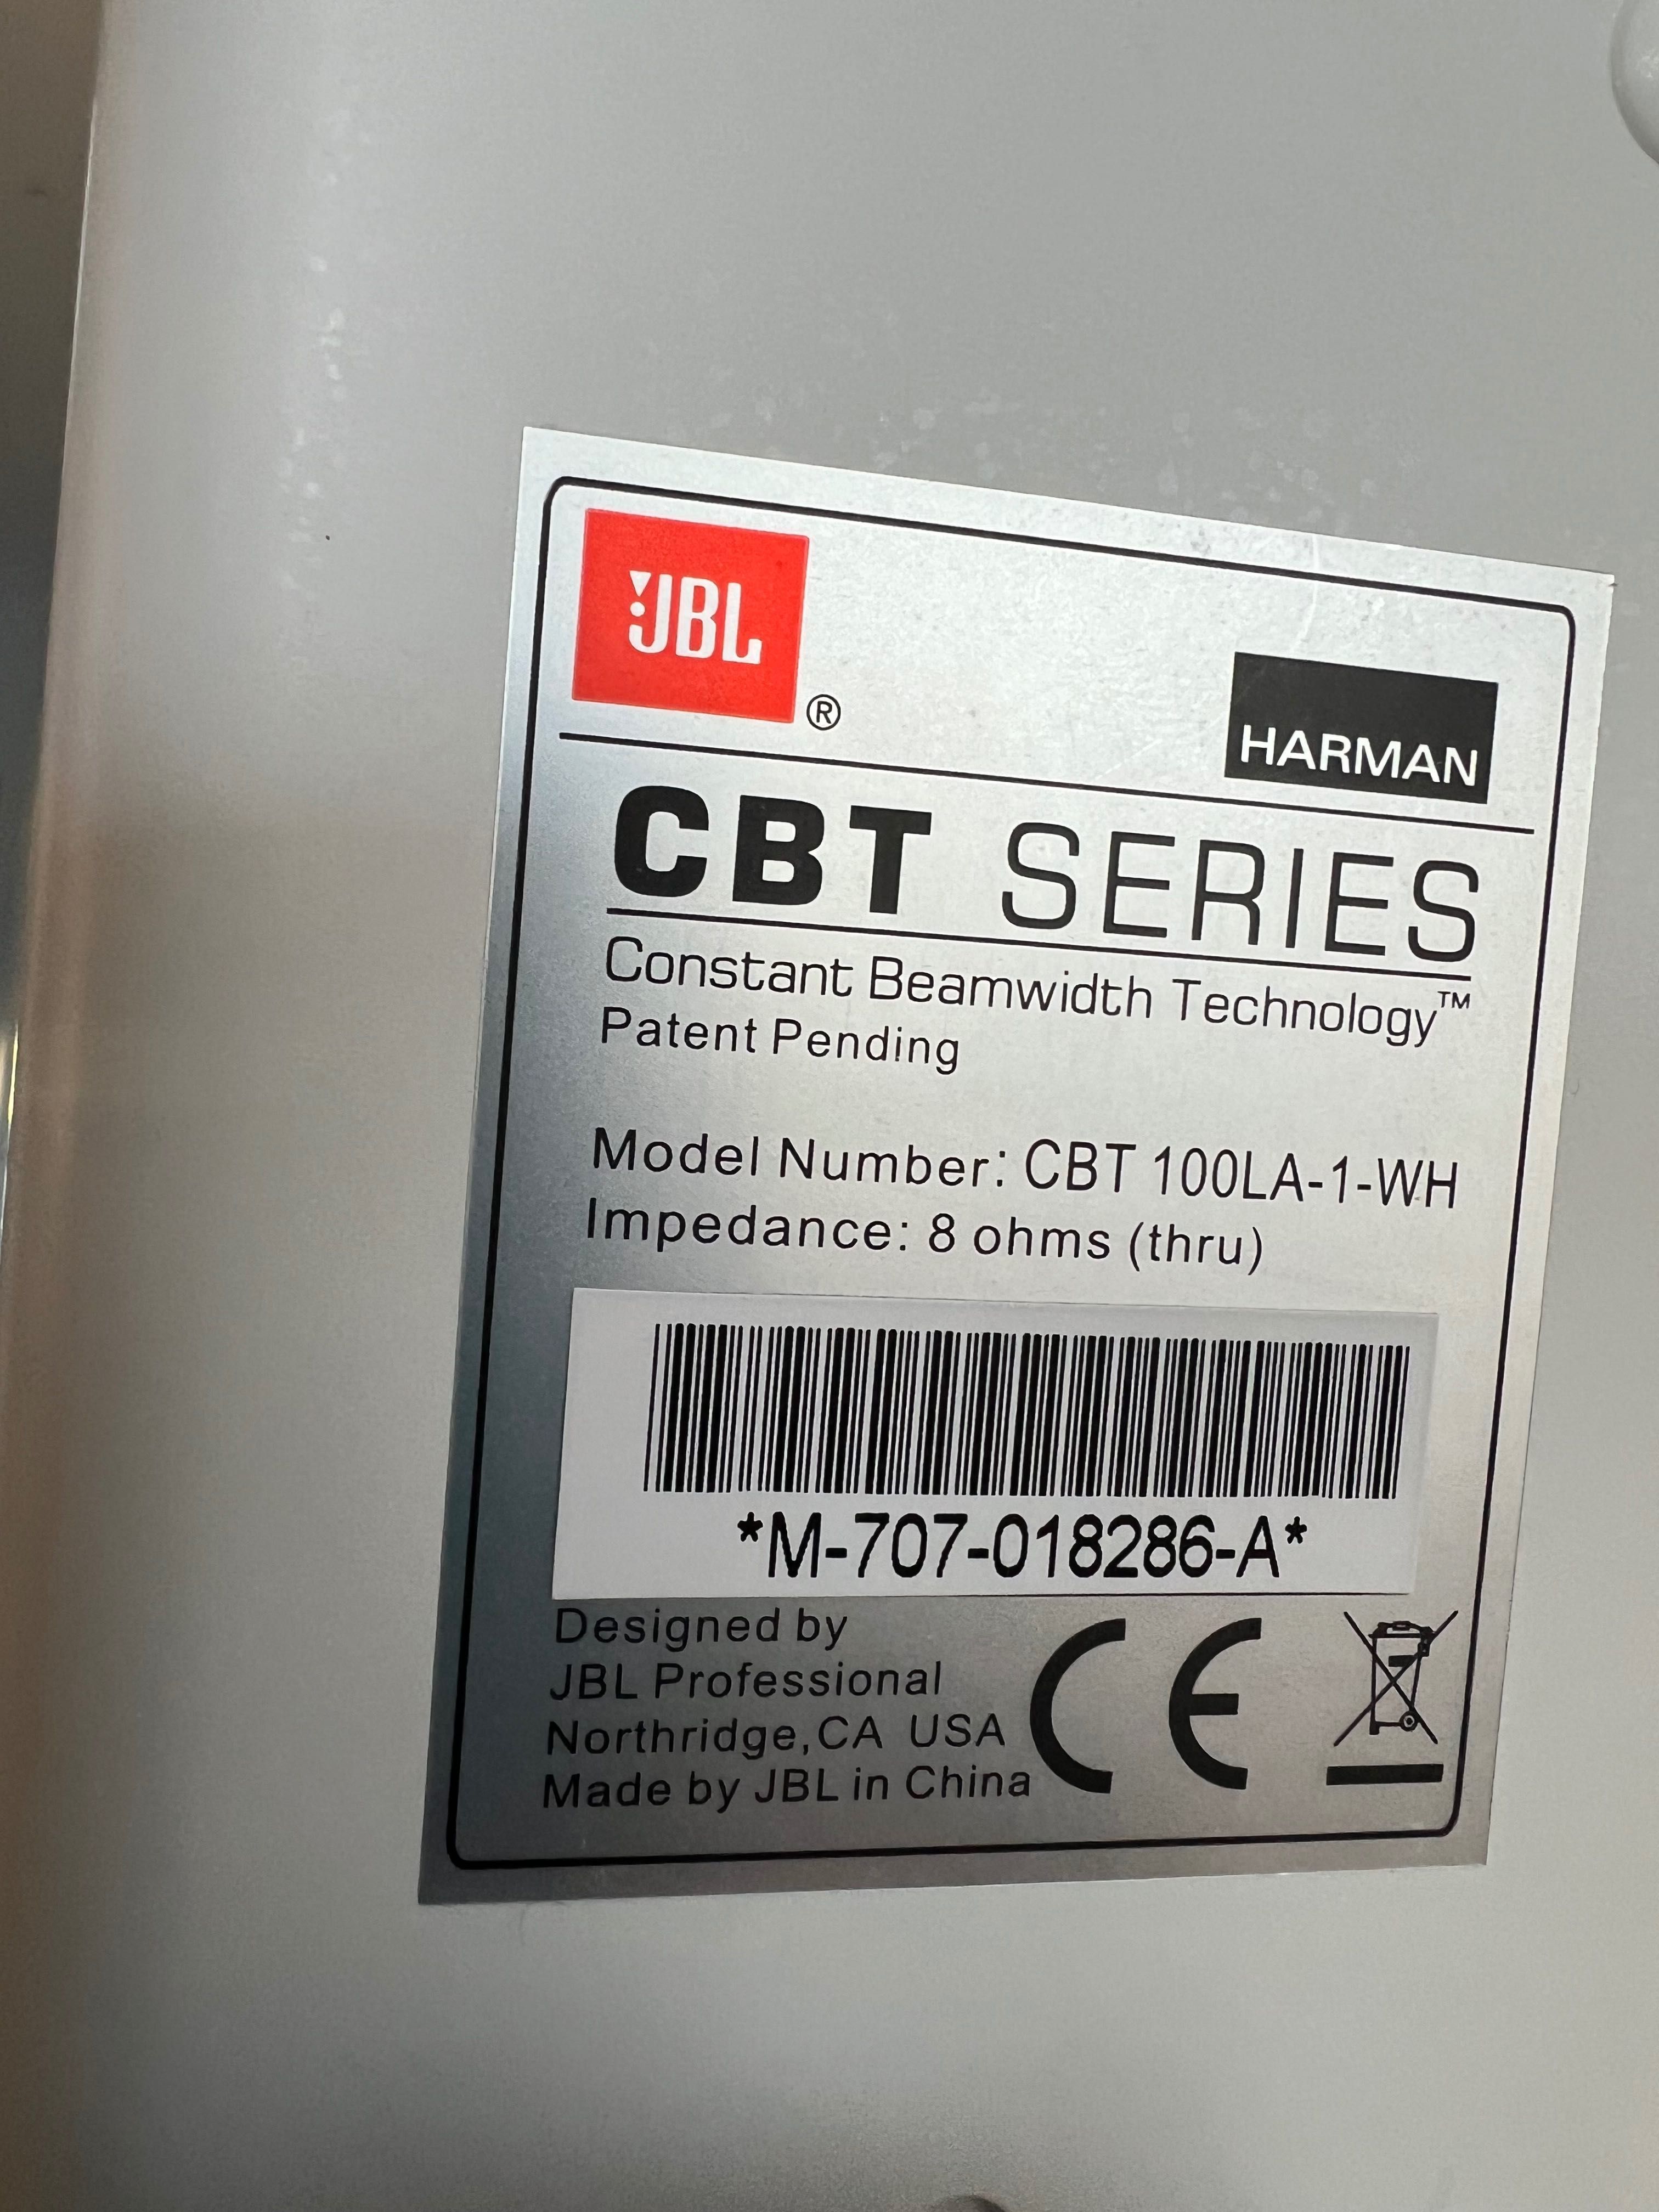 JBL
®
HARMAN
CBT SERIES
Constant Beamwidth Technology™
Patent Pending
Model Number: CBT 100LA-1-WH
Impedance: 8 ohms (thru)
*M-707-018286-A*
Designed by
JBL Professional
Northridge,CA USA
Made by JBL in China
CE